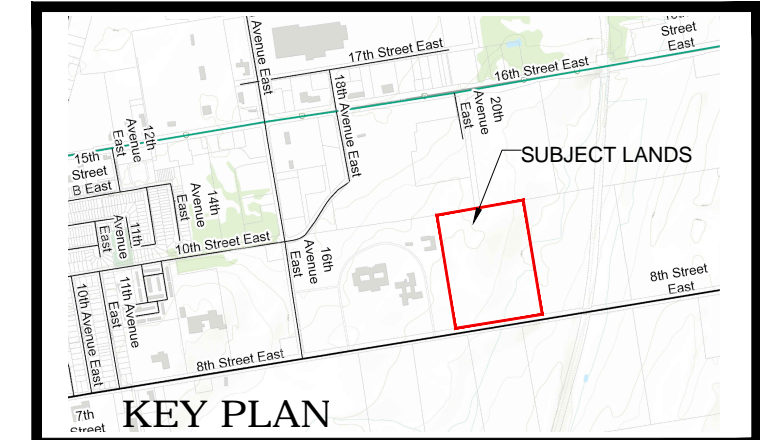 Avenue East
17th Street East
Street
East
16th Street East
18th Avenue East
20th
Avenue
East
12th
Avenue
East
15th
Street
B East
SUBJECT LANDS
14th
Avenue
East
11th
Avenue
East
10th Street East
16th
Avenue
East
8th Street
East
10th Avenue East
11th Avenue
East
8th Street East
7th
Street
KEY PLAN